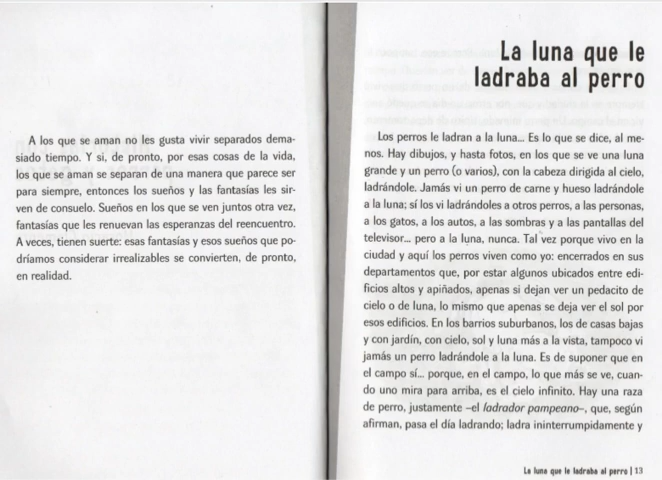 A los que se aman no les gusta vivir separados dema-
siado tiempo. Y si, de pronto, por esas cosas de la vida,
los que se aman se separan de una manera que parece ser
para siempre, entonces los sueños y las fantasías les sir-
ven de consuelo. Sueños en los que se ven juntos otra vez,
fantasías que les renuevan las esperanzas del reencuentro.
A veces, tienen suerte: esas fantasías y esos sueños que po-
dríamos considerar irrealizables se convierten, de pronto,
en realidad.
La luna que le
ladraba al perro
Los perros le ladran a la luna... Es lo que se dice, al me-
nos. Hay dibujos, y hasta fotos, en los que se ve una luna
grande y un perro (o varios), con la cabeza dirigida al cielo,
ladrándole. Jamás vi un perro de carne y hueso ladrándole
a la luna; sí los vi ladrándoles a otros perros, a las personas,
a los gatos, a los autos, a las sombras y a las pantallas del
televisor... pero a la luna, nunca. Tal vez porque vivo en la
ciudad y aquí los perros viven como yo: encerrados en sus
departamentos que, por estar algunos ubicados entre edi-
ficios altos y apiñados, apenas si dejan ver un pedacito de
cielo o de luna, lo mismo que apenas se deja ver el sol por
esos edificios. En los barrios suburbanos, los de casas bajas
y con jardín, con cielo, sol y luna más a la vista, tampoco vi
jamás un perro ladrándole a la luna. Es de suponer que en
el campo sí... porque, en el campo, lo que más se ve, cuan-
do uno mira para arriba, es el cielo infinito. Hay una raza
de perro, justamente –el ladrador pampeano–, que, según
afirman, pasa el día ladrando; ladra ininterrumpidamente y
La luna que le ladraba al perro | 13